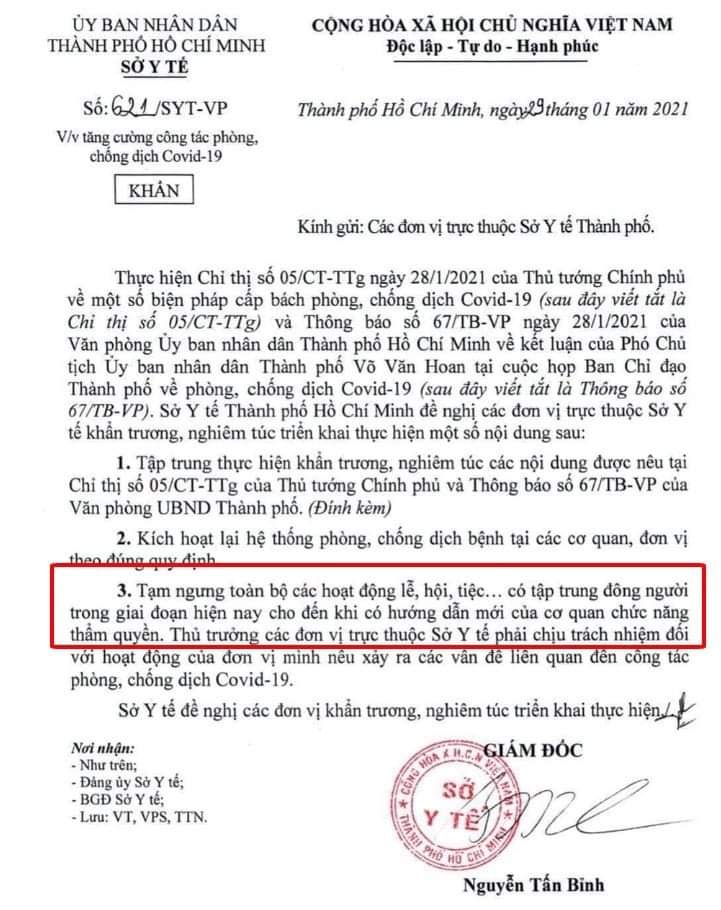 ỦY BAN NHÂN DÂN
THÀNH PHỐ HỒ CHÍ MINH
SỞ Y TẾ
CỘNG HÒA XÃ HỘI CHỦ NGHĨA VIỆT NAM
Độc lập - Tự do - Hạnh phúc
Số: 621/SYT-VP
Thành phố Hồ Chí Minh, ngày 29 tháng 01 năm 2021
V/v tăng cường công tác phòng,
chống dịch Covid-19
KHẨN
Kính gửi: Các đơn vị trực thuộc Sở Y tế Thành phố.
Thực hiện Chỉ thị số 05/CT-TTg ngày 28/1/2021 của Thủ tướng Chính phủ
về một số biện pháp cấp bách phòng, chống dịch Covid-19 (sau đây viết tắt là
Chỉ thị số 05/CT-TTg) và Thông báo số 67/TB-VP ngày 28/1/2021 của
Văn phòng Ủy ban nhân dân Thành phố Hồ Chí Minh về kết luận của Phó Chủ
tịch Ủy ban nhân dân Thành phố Võ Văn Hoan tại cuộc họp Ban Chỉ đạo
Thành phố về phòng, chống dịch Covid-19 (sau đây viết tắt là Thông báo số
67/TB-VP). Sở Y tế Thành phố Hồ Chí Minh đề nghị các đơn vị trực thuộc Sở Y
tế khẩn trương, nghiêm túc triển khai thực hiện một số nội dung sau:
1. Tập trung thực hiện khẩn trương, nghiêm túc các nội dung được nêu tại
Chỉ thị số 05/CT-TTg của Thủ tướng Chính phủ và Thông báo số 67/TB-VP của
Văn phòng UBND Thành phố. (Đính kèm)
2. Kích hoạt lại hệ thống phòng, chống dịch bệnh tại các cơ quan, đơn vị
theo đúng quy định.
3. Tạm ngưng toàn bộ các hoạt động lễ, hội, tiệc… có tập trung đông người
trong giai đoạn hiện nay cho đến khi có hướng dẫn mới của cơ quan chức năng
thẩm quyền. Thủ trưởng các đơn vị trực thuộc Sở Y tế phải chịu trách nhiệm đối
với hoạt động của đơn vị mình nếu xảy ra các vấn đề liên quan đến công tác
phòng, chống dịch Covid-19.
Sở Y tế đề nghị các đơn vị khẩn trương, nghiêm túc triển khai thực hiện.
Nơi nhận:
- Như trên;
- Đảng ủy Sở Y tế;
- BGĐ Sở Y tế;
- Lưu: VT, VPS, TTN.
GIÁM ĐỐC
CỘNG HÒA X.H.C.N VIỆT NAM
SỞ
Y TẾ
THÀNH PHỐ HỒ CHÍ MINH
Nguyễn Tấn Bỉnh